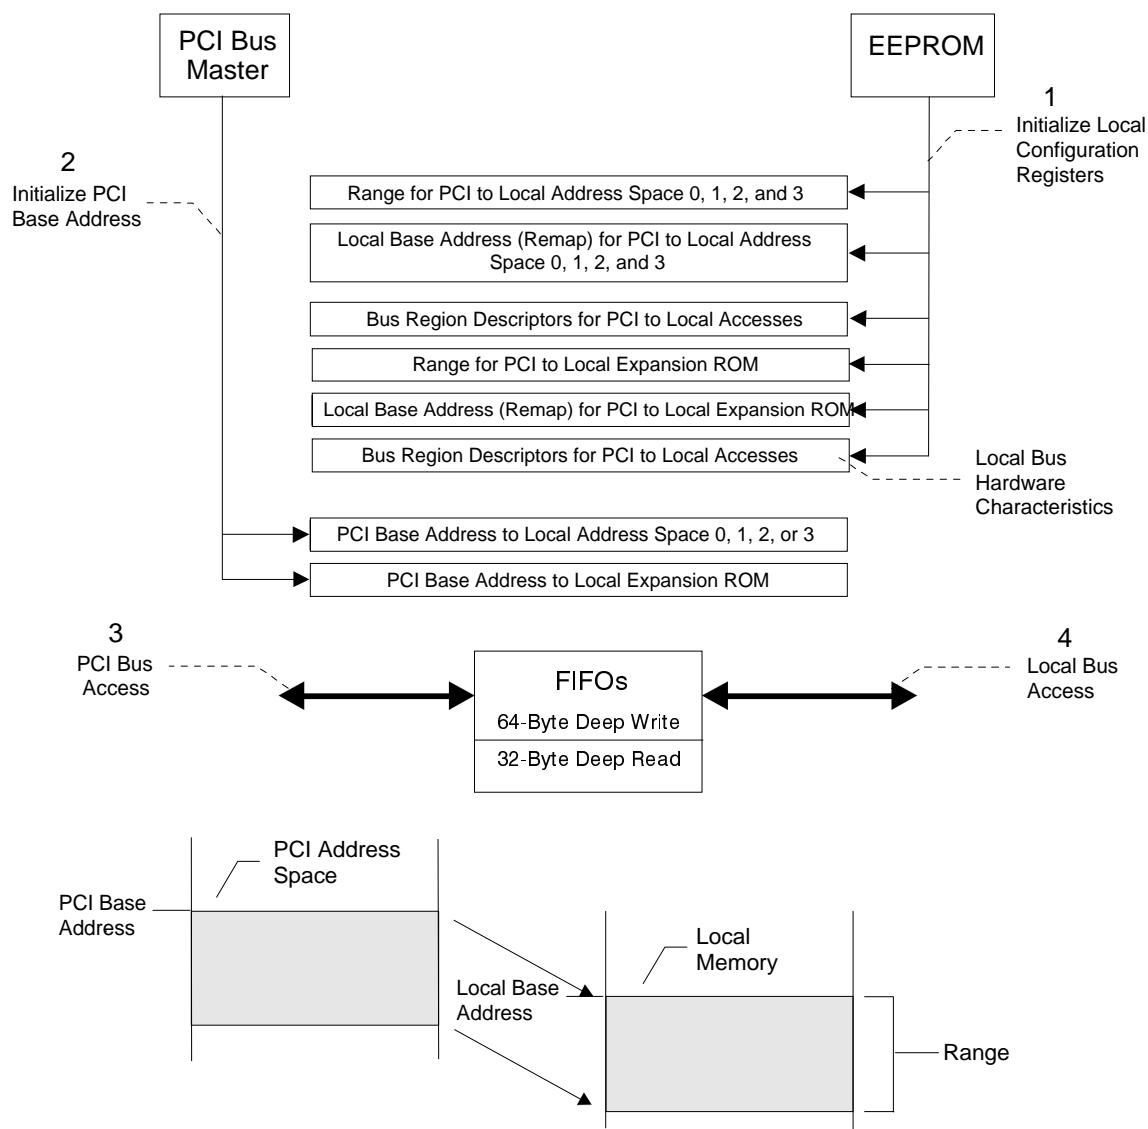 PCI Bus
Master
EEPROM
1
Initialize Local
Configuration
Registers
2
Initialize PCI
Base Address
Range for PCI to Local Address Space 0, 1, 2, and 3
Local Base Address (Remap) for PCI to Local Address
Space 0, 1, 2, and 3
Bus Region Descriptors for PCI to Local Accesses
Range for PCI to Local Expansion ROM
Local Base Address (Remap) for PCI to Local Expansion ROM
Bus Region Descriptors for PCI to Local Accesses
Local Bus
Hardware
Characteristics
PCI Base Address to Local Address Space 0, 1, 2, or 3
PCI Base Address to Local Expansion ROM
3
PCI Bus
Access
FIFOs
64-Byte Deep Write
32-Byte Deep Read
4
Local Bus
Access
PCI Address
Space
PCI Base
Address
Local
Memory
Local Base
Address
Range